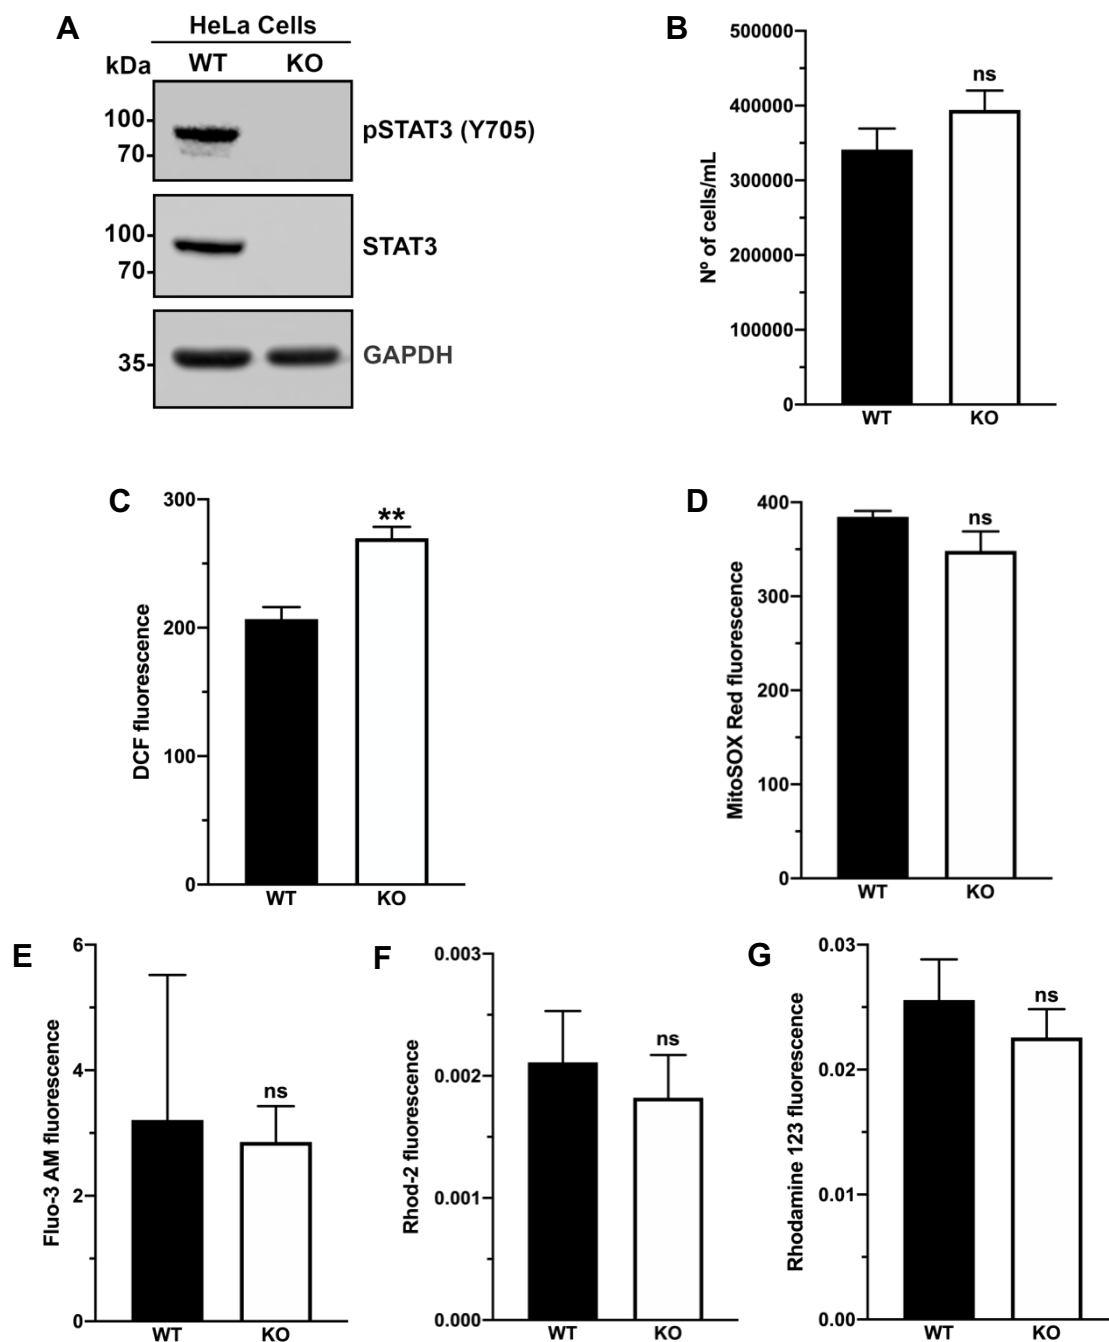 A
HeLa Cells
kDa
WT
KO
100
70
pSTAT3 (Y705)
100
70
STAT3
35
GAPDH
B
500000
400000
300000
200000
100000
0
Nº of cells/mL
ns
WT
KO
C
300
200
100
0
DCF fluorescence
**
WT
KO
D
400
300
200
100
0
MitoSOX Red fluorescence
ns
WT
KO
E
6
4
2
0
Fluo-3 AM fluorescence
ns
WT
KO
F
0.003
0.002
0.001
0.000
Rhod-2 fluorescence
ns
WT
KO
G
0.03
0.02
0.01
0.00
Rhodamine 123 fluorescence
ns
WT
KO